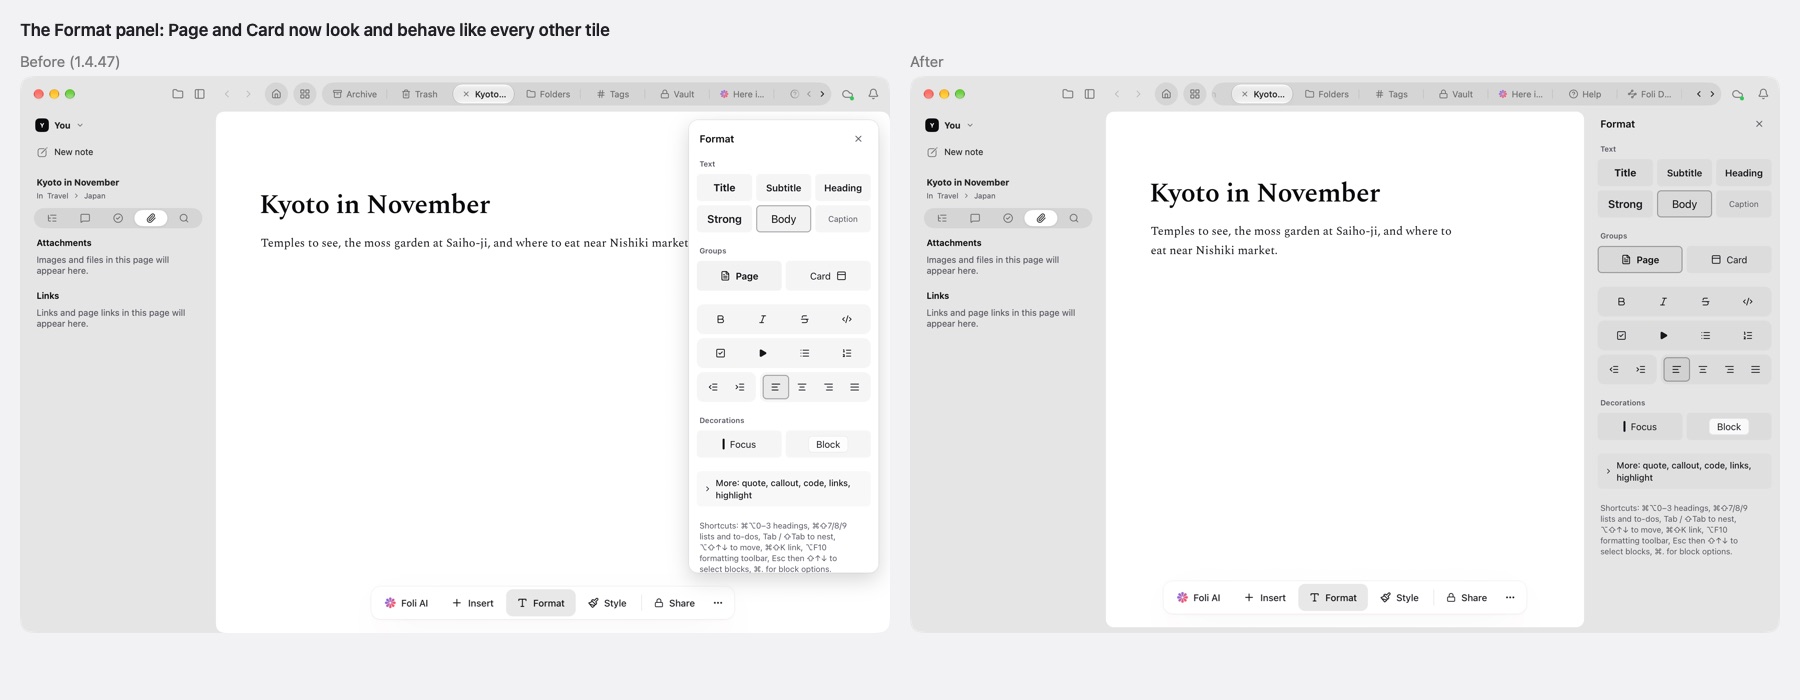 The Format panel: Page and Card now look and behave like every other tile
Before (1.4.47)
Archive
Trash
Kyoto...
Folders
Tags
Vault
Here i...
Y
You
New note
Kyoto in November
In Travel > Japan
Attachments
Images and files in this page will
appear here.
Links
Links and page links in this page will
appear here.
Kyoto in November
Temples to see, the moss garden at Saiho-ji, and where to eat near Nishiki market
Format
Text
Title
Subtitle
Heading
Strong
Body
Caption
Groups
Page
Card
B
I
S
</>
Decorations
Focus
Block
More: quote, callout, code, links,
highlight
Shortcuts: ⌘⌥0–3 headings, ⌘⇧7/8/9
lists and to-dos, Tab / ⇧Tab to nest,
⌥⇧↑↓ to move, ⌘⇧K link, ⌥F10
formatting toolbar, Esc then ⇧↑↓ to
select blocks, ⌘. for block options.
Foli AI
Insert
Format
Style
Share
After
Kyoto...
Folders
Tags
Vault
Here i...
Help
Foli D...
Y
You
New note
Kyoto in November
In Travel > Japan
Attachments
Images and files in this page will
appear here.
Links
Links and page links in this page will
appear here.
Kyoto in November
Temples to see, the moss garden at Saiho-ji, and where to
eat near Nishiki market.
Format
Text
Title
Subtitle
Heading
Strong
Body
Caption
Groups
Page
Card
B
I
S
</>
Decorations
Focus
Block
More: quote, callout, code, links,
highlight
Shortcuts: ⌘⌥0–3 headings, ⌘⇧7/8/9
lists and to-dos, Tab / ⇧Tab to nest,
⌥⇧↑↓ to move, ⌘⇧K link, ⌥F10
formatting toolbar, Esc then ⇧↑↓ to
select blocks, ⌘. for block options.
Foli AI
Insert
Format
Style
Share